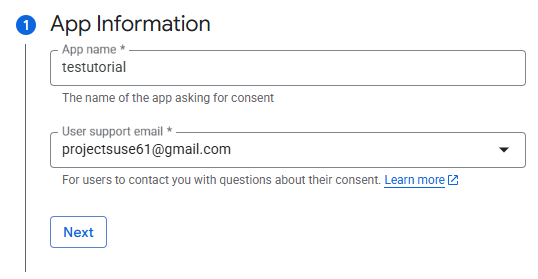 1 App Information
App name *
testutorial
The name of the app asking for consent
User support email *
projectsuse61@gmail.com
For users to contact you with questions about their consent. Learn more
Next